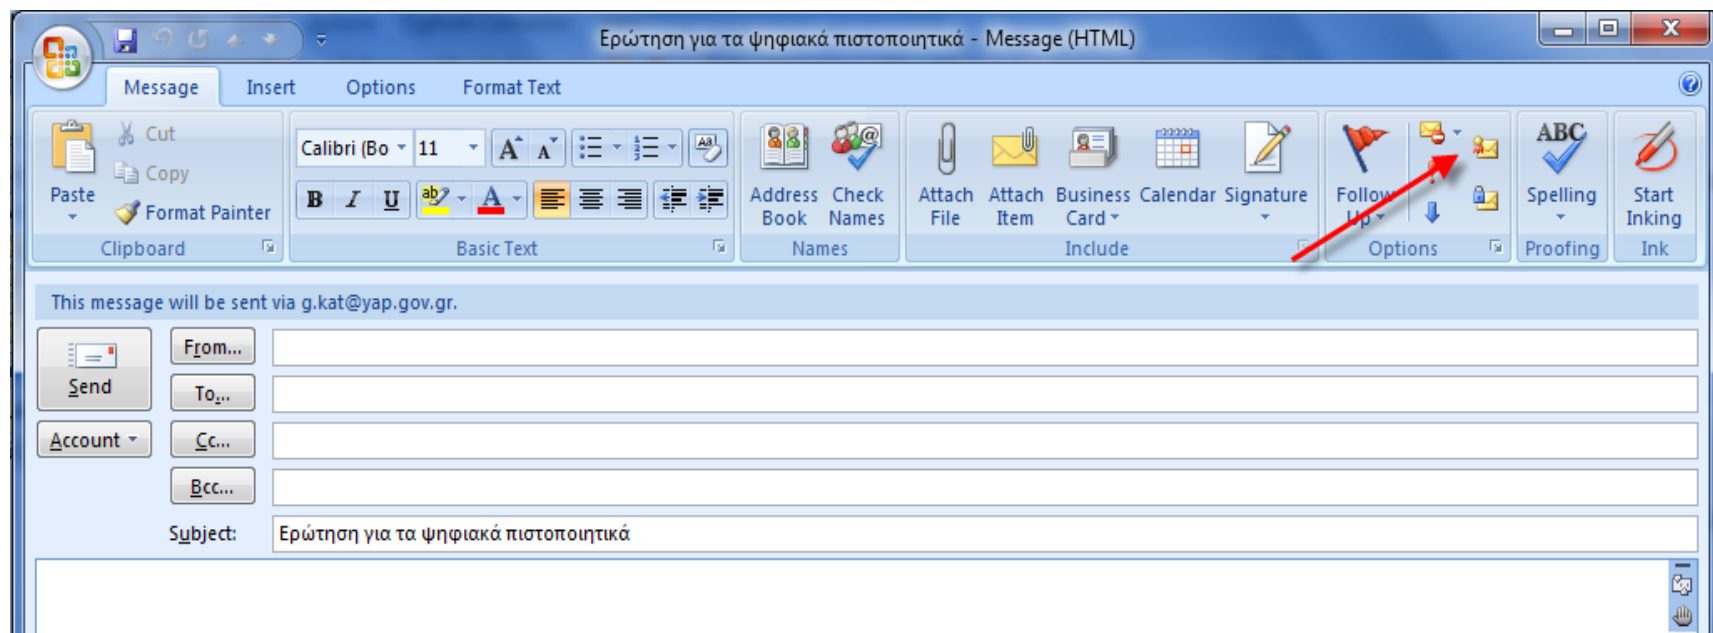 Ερώτηση για τα ψηφιακά πιστοποιητικά - Message (HTML)
Message Insert Options Format Text
Cut
Copy
Format Painter
Paste
Clipboard
Calibri (Bo 11
B I U
Basic Text
Address Book
Check Names
Names
Attach File
Attach Item
Business Card
Calendar
Signature
Include
Follow Up
Options
ABC
Spelling
Proofing
Start Inking
Ink
This message will be sent via g.kat@yap.gov.gr.
Send
Account
From...
To...
Cc...
Bcc...
Subject: Ερώτηση για τα ψηφιακά πιστοποιητικά